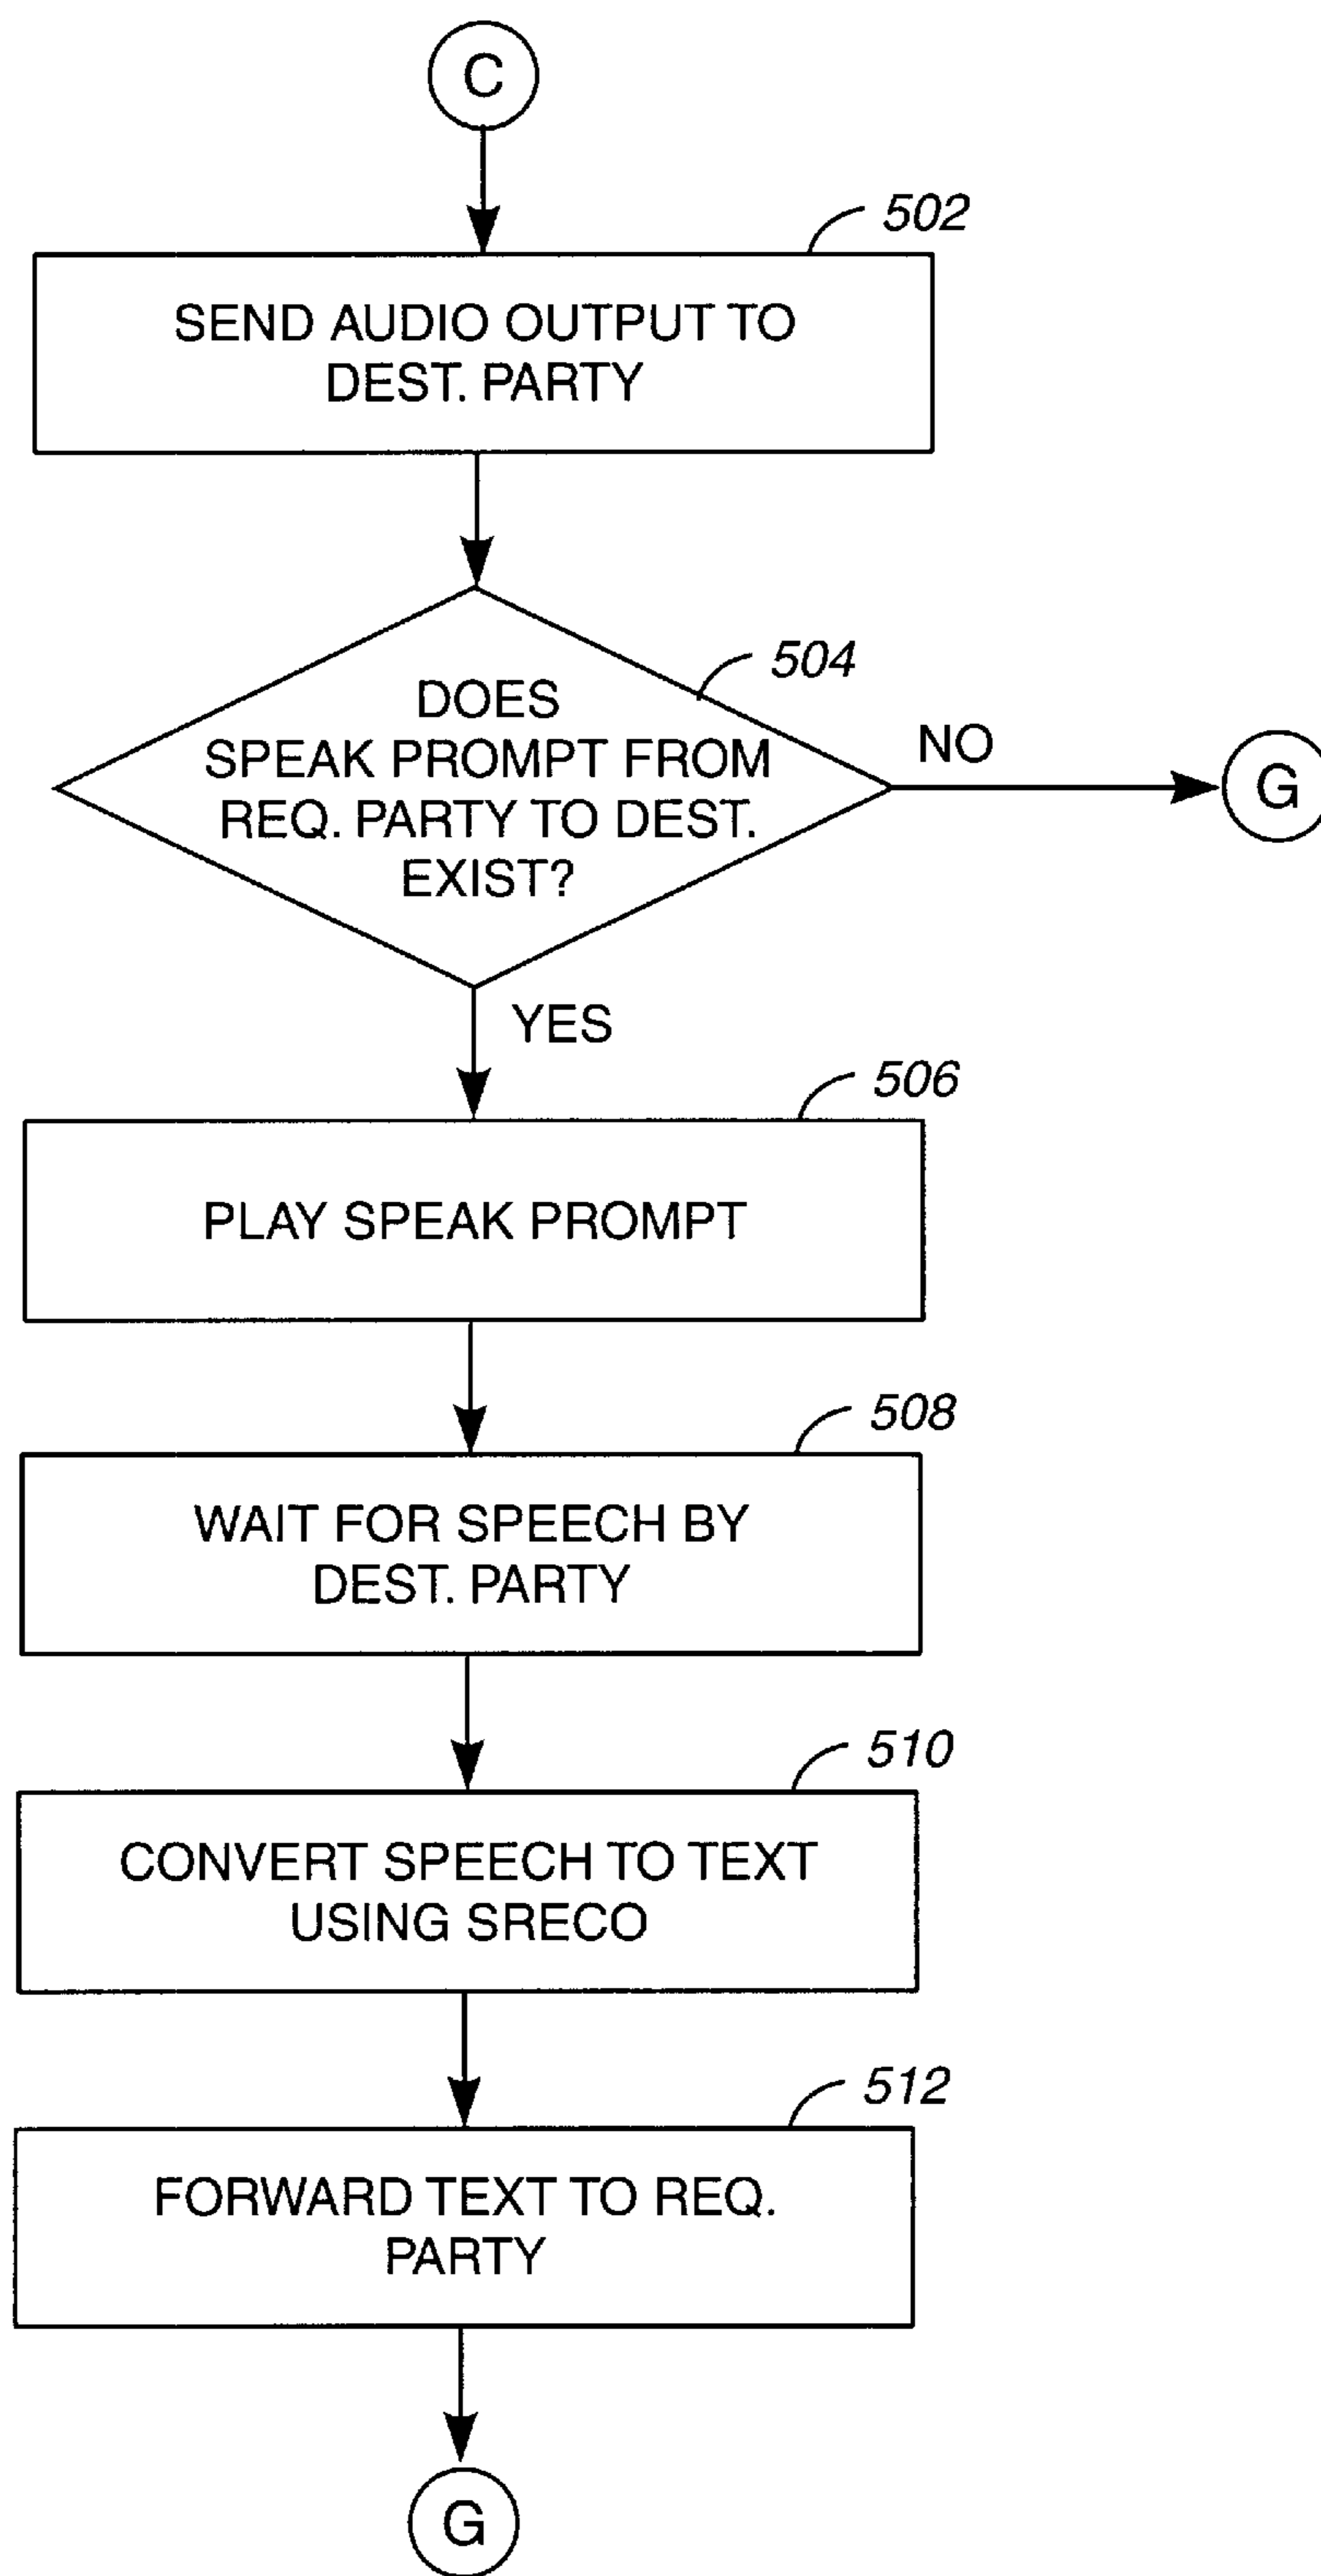 C
502
SEND AUDIO OUTPUT TO
DEST. PARTY
504
DOES
SPEAK PROMPT FROM
REQ. PARTY TO DEST.
EXIST?
NO
G
YES
506
PLAY SPEAK PROMPT
508
WAIT FOR SPEECH BY
DEST. PARTY
510
CONVERT SPEECH TO TEXT
USING SRECO
512
FORWARD TEXT TO REQ.
PARTY
G